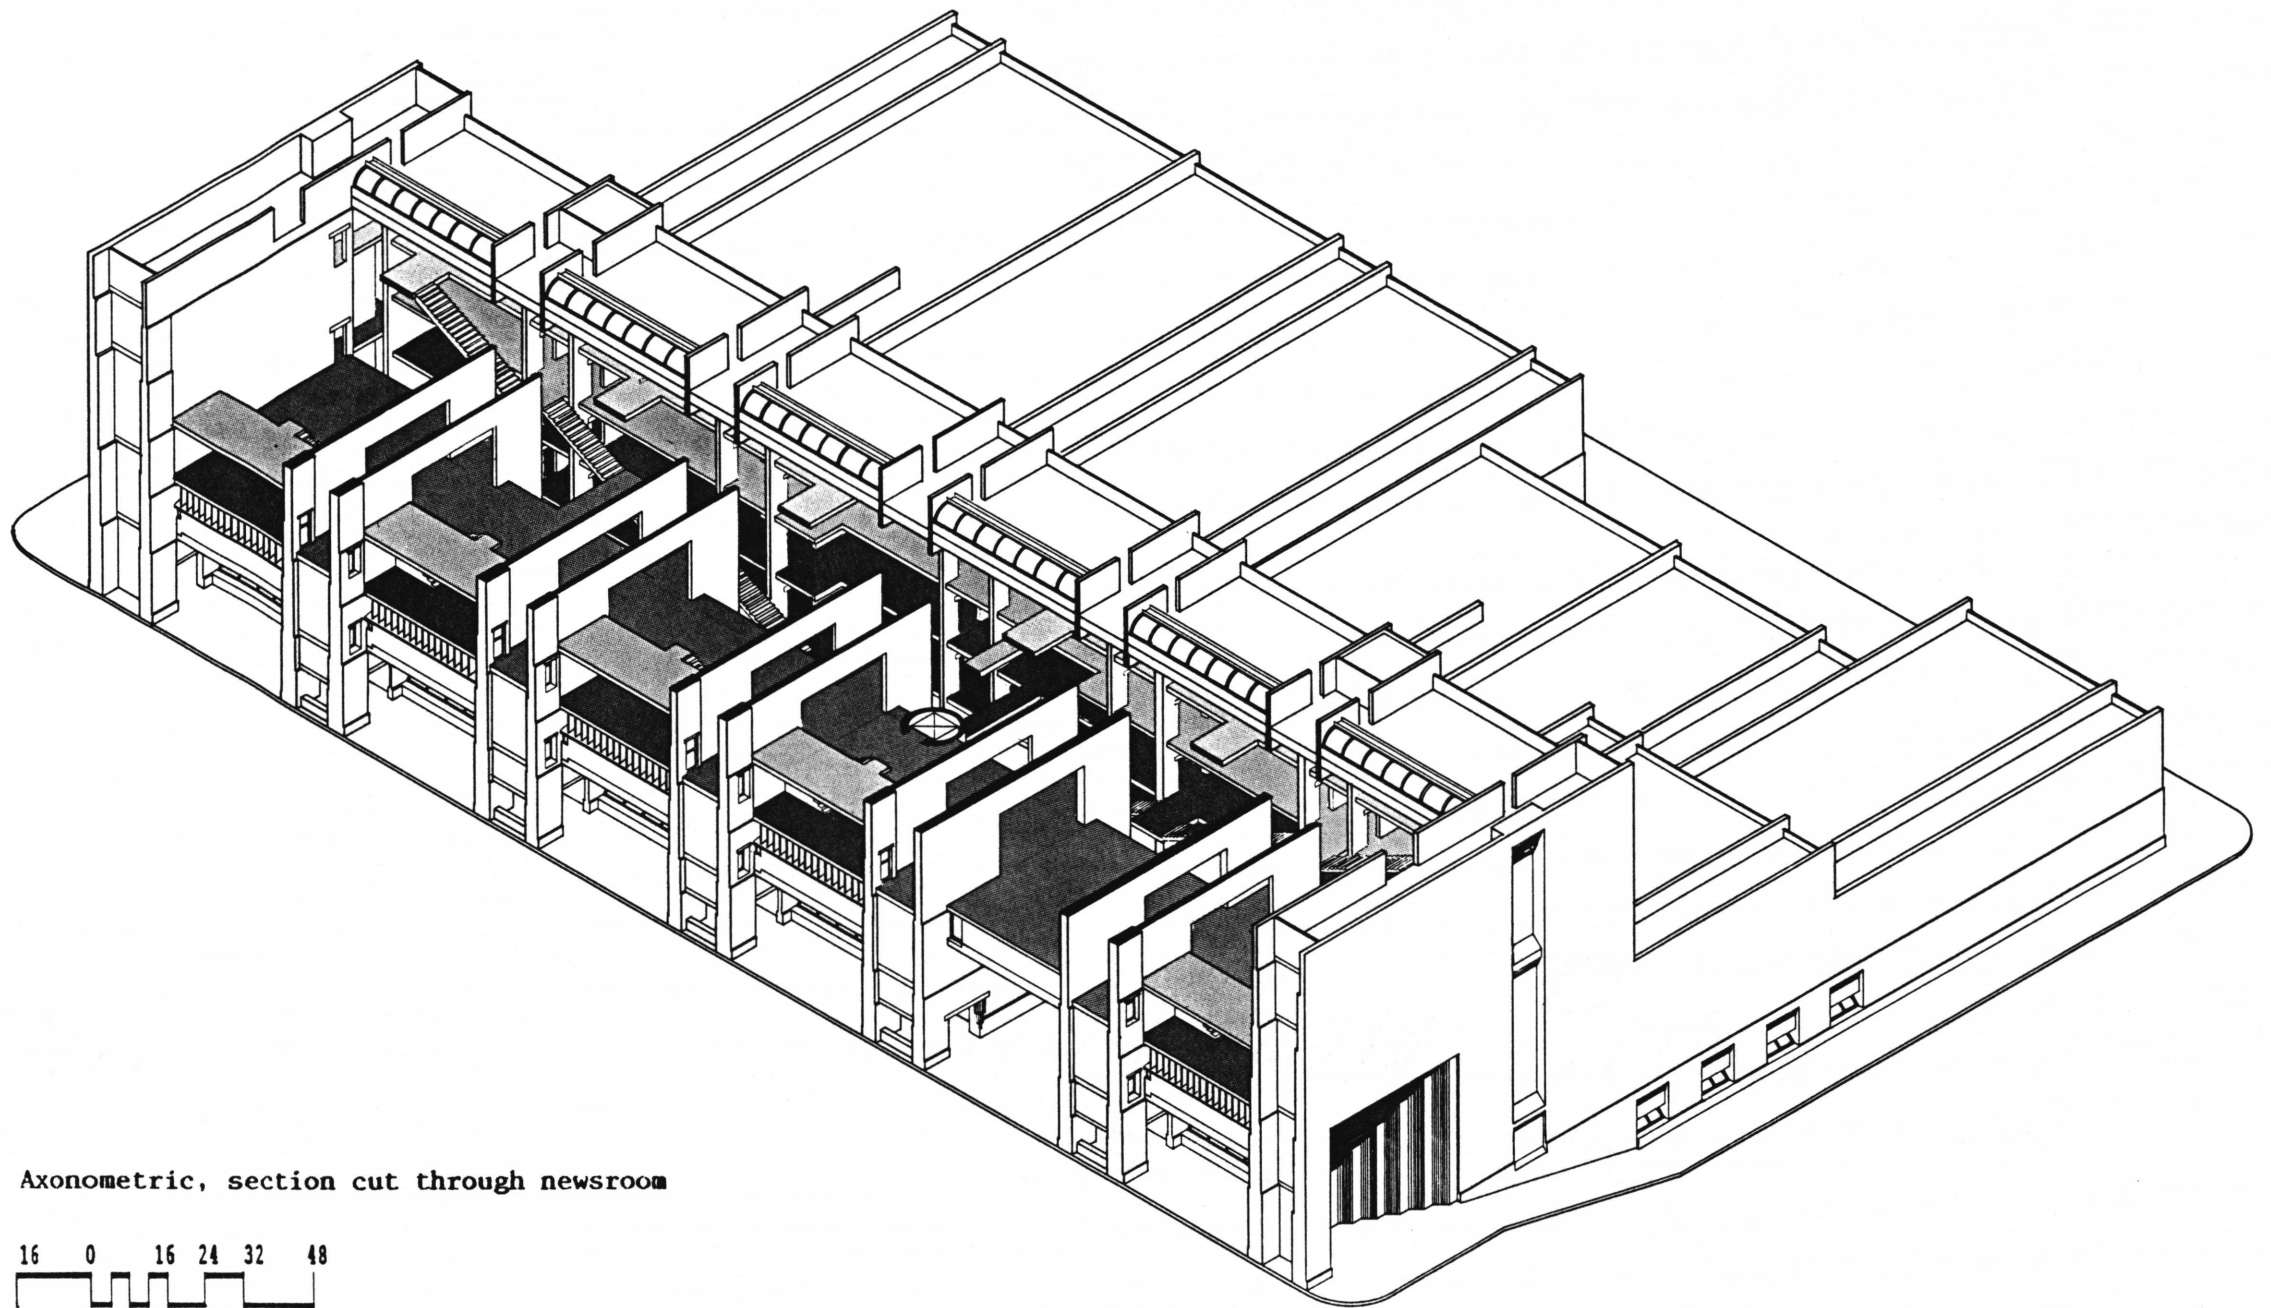 Axonometric, section cut through newsroom
16 0 16 24 32 48